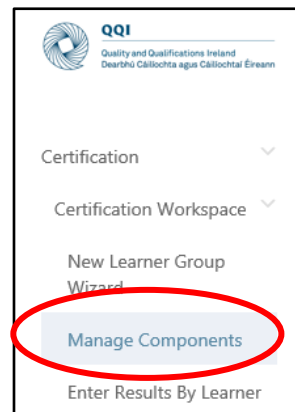 QQI
Quality and Qualifications Ireland
Dearbhú Cáilíochta agus Cáilíochtaí Éireann
Certification
Certification Workspace
New Learner Group
Wizard
Manage Components
Enter Results By Learner